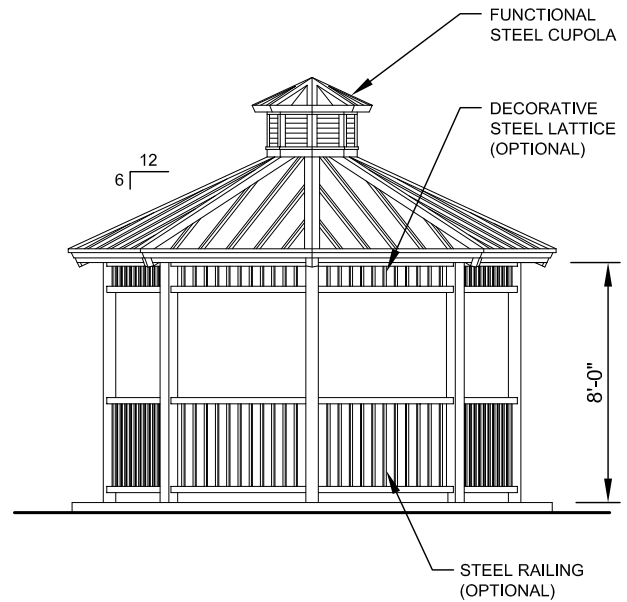 FUNCTIONAL
STEEL CUPOLA
DECORATIVE
STEEL LATTICE
(OPTIONAL)
12
6
8'-0"
STEEL RAILING
(OPTIONAL)